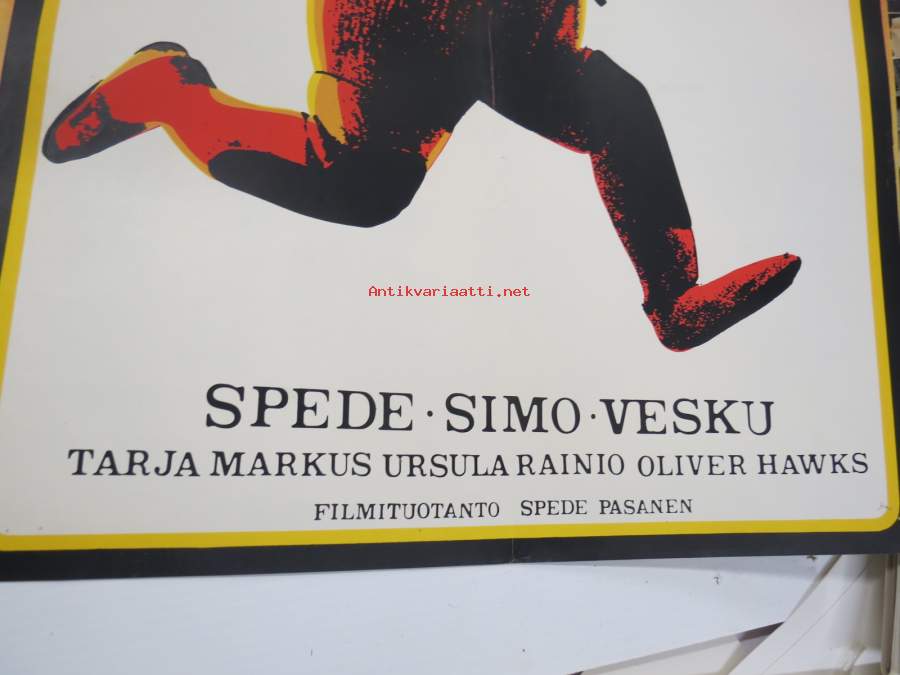 Antikvariaatti.net
SPEDE · SIMO · VESKU
TARJA MARKUS URSULA RAINIO OLIVER HAWKS
FILMITUOTANTO SPEDE PASANEN